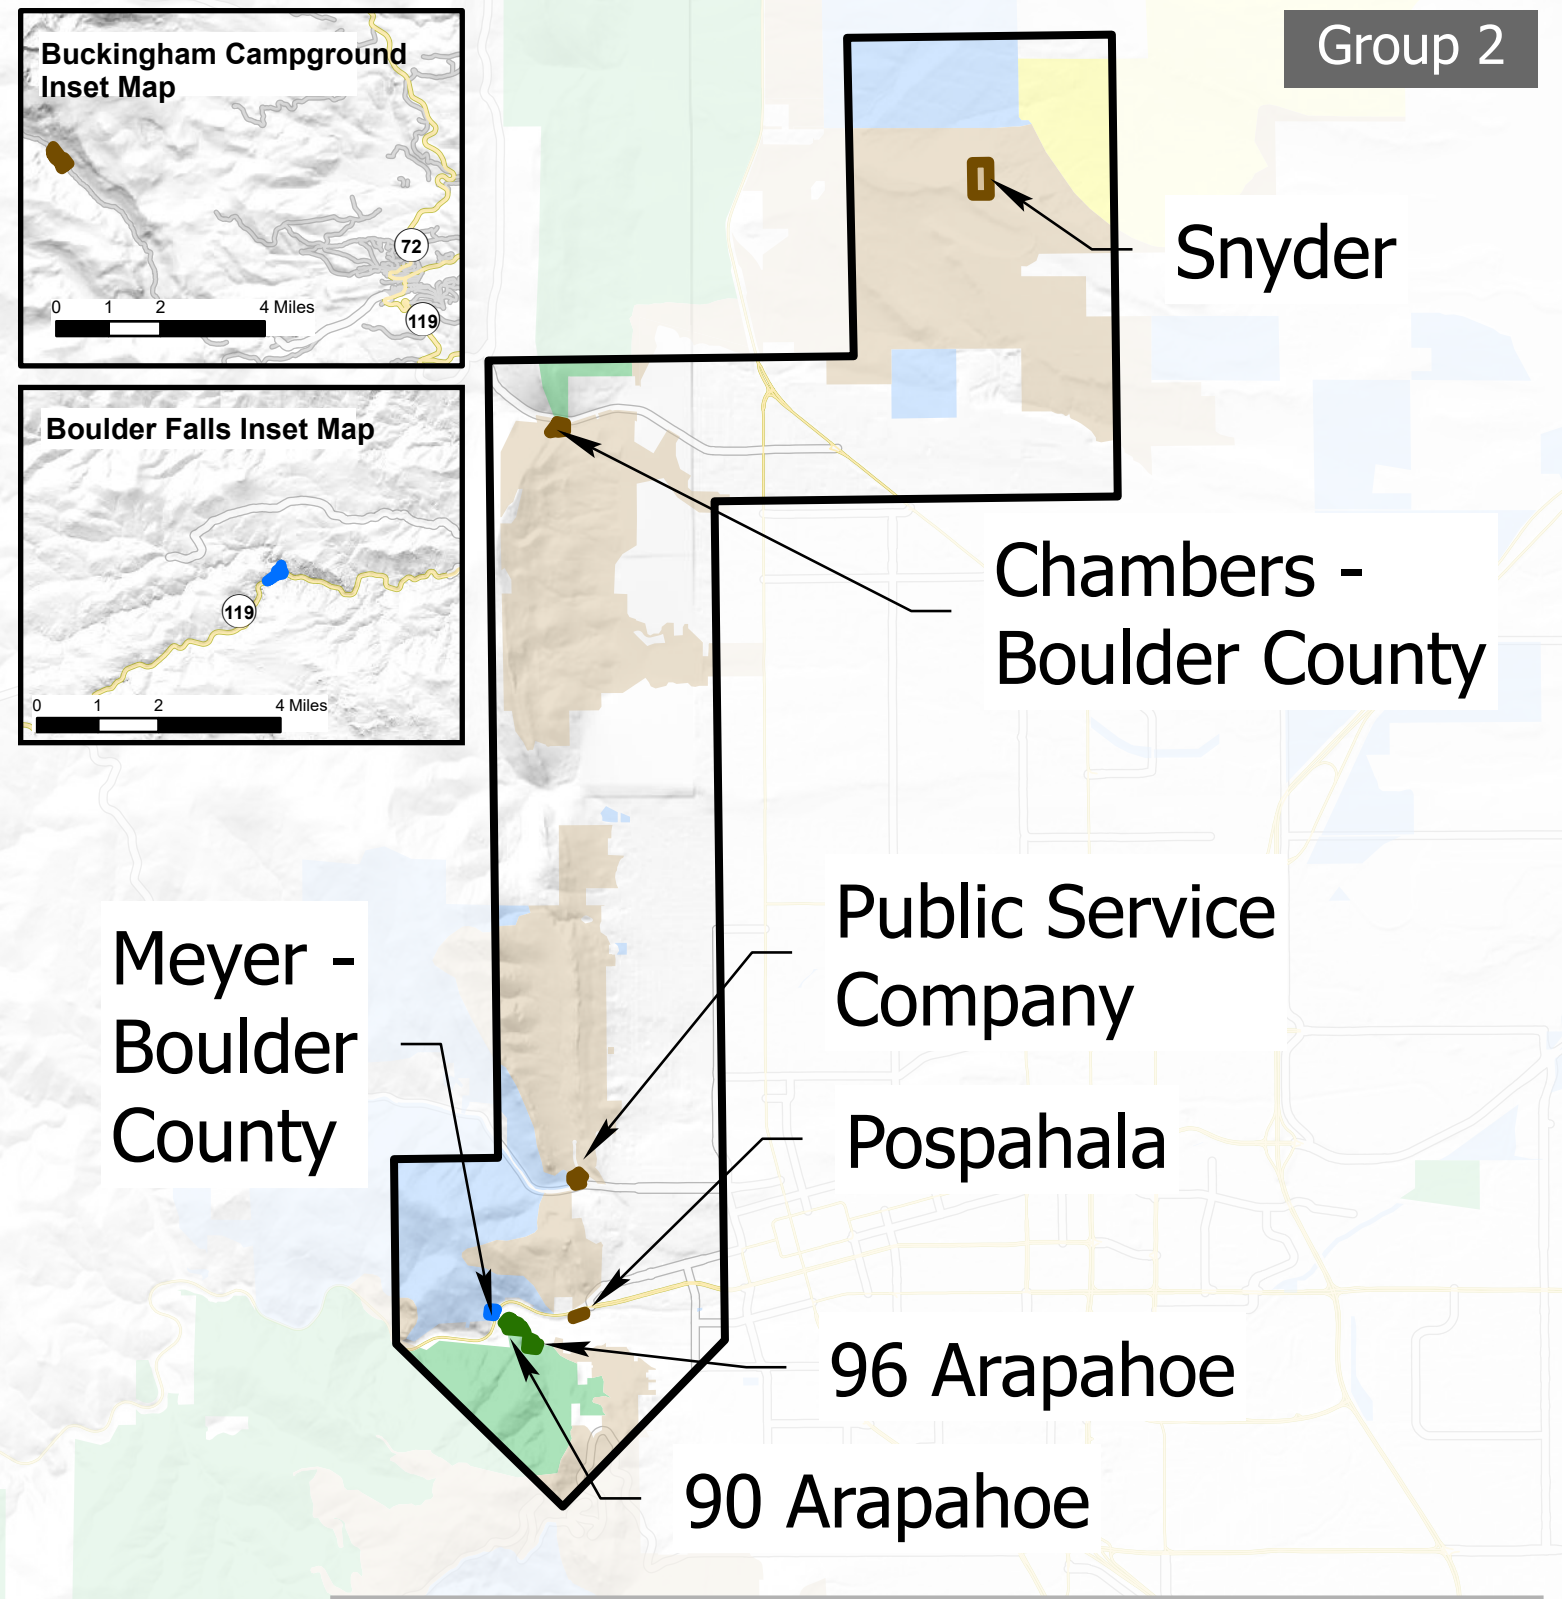 Buckingham Campground
Inset Map
72
119
0 1 2 4 Miles
Group 2
Snyder
Boulder Falls Inset Map
119
0 1 2 4 Miles
Chambers -
Boulder County
Public Service
Company
Meyer -
Boulder
County
Pospahala
96 Arapahoe
90 Arapahoe